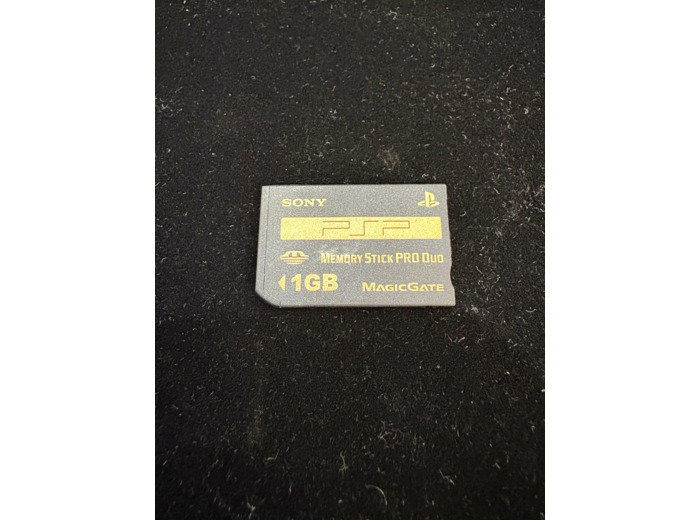 SONY
PSP
MEMORY STICK PRO DUO
1GB
MAGICGATE